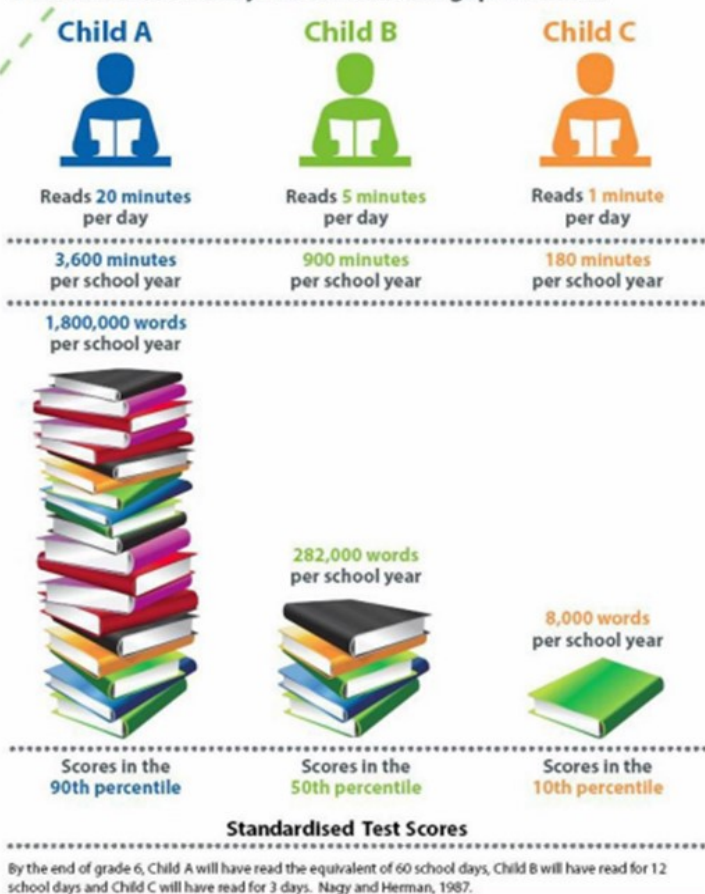 Child A
Child B
Child C
Reads 20 minutes
per day
Reads 5 minutes
per day
Reads 1 minute
per day
3,600 minutes
per school year
900 minutes
per school year
180 minutes
per school year
1,800,000 words
per school year
282,000 words
per school year
8,000 words
per school year
Scores in the
90th percentile
Scores in the
50th percentile
Scores in the
10th percentile
Standardised Test Scores
By the end of grade 6, Child A will have read the equivalent of 60 school days, Child B will have read for 12
school days and Child C will have read for 3 days. Nagy and Herman, 1987.